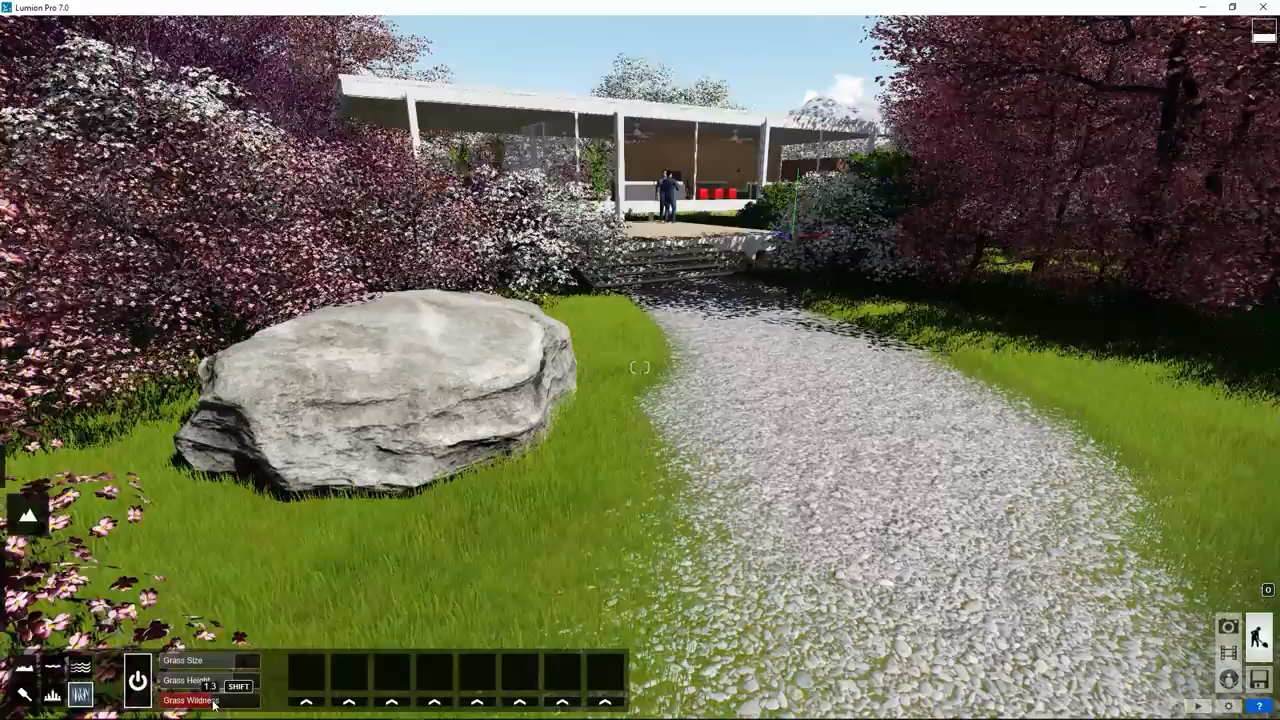 Lumion Pro 7.0
0
Grass Size
Grass Height
1.3 SHIFT
Grass Wildness
?